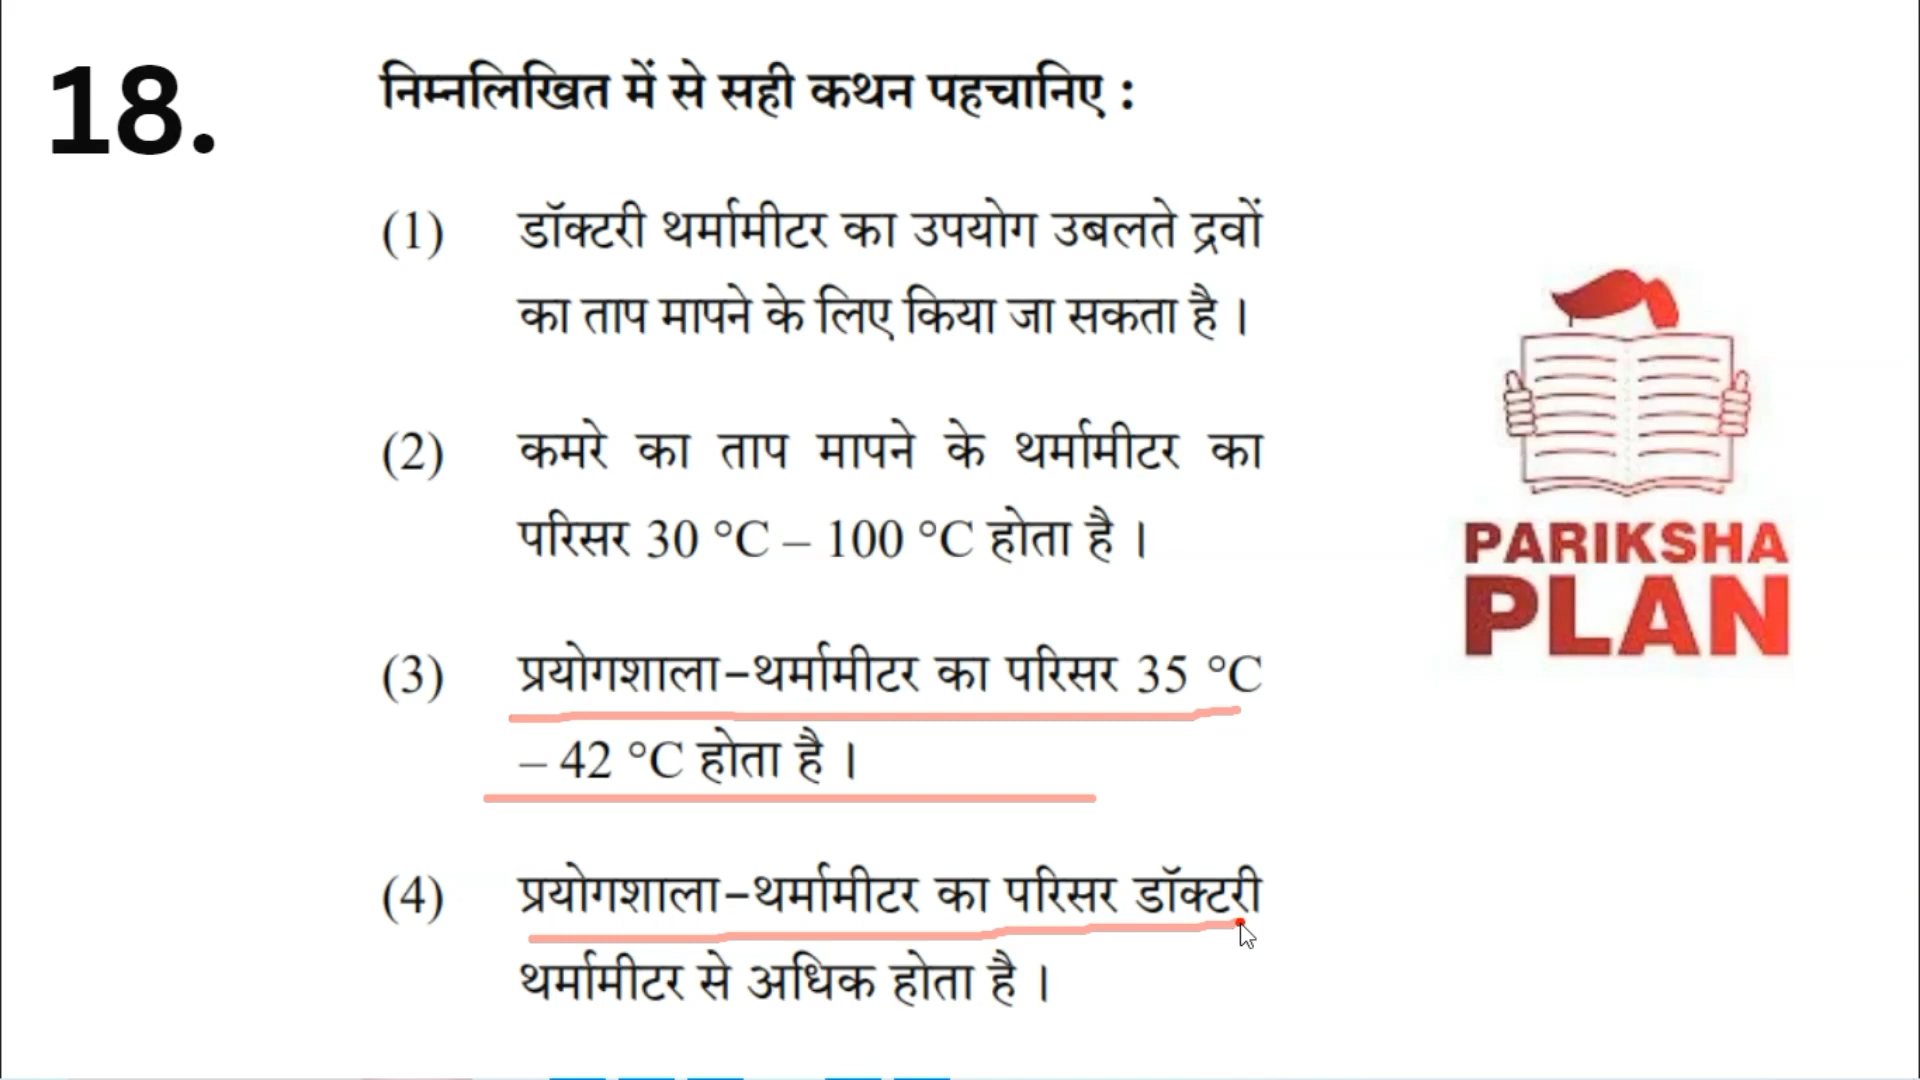 18.
निम्नलिखित में से सही कथन पहचानिए :
(1) डॉक्टरी थर्मामीटर का उपयोग उबलते द्रवों
का ताप मापने के लिए किया जा सकता है ।
(2) कमरे का ताप मापने के थर्मामीटर का
परिसर 30 °C – 100 °C होता है ।
(3) प्रयोगशाला-थर्मामीटर का परिसर 35 °C
– 42 °C होता है ।
(4) प्रयोगशाला-थर्मामीटर का परिसर डॉक्टरी
थर्मामीटर से अधिक होता है ।
PARIKSHA
PLAN